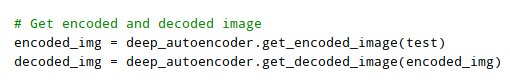 # Get encoded and decoded image
encoded_img = deep_autoencoder.get_encoded_image(test)
decoded_img = deep_autoencoder.get_decoded_image(encoded_img)